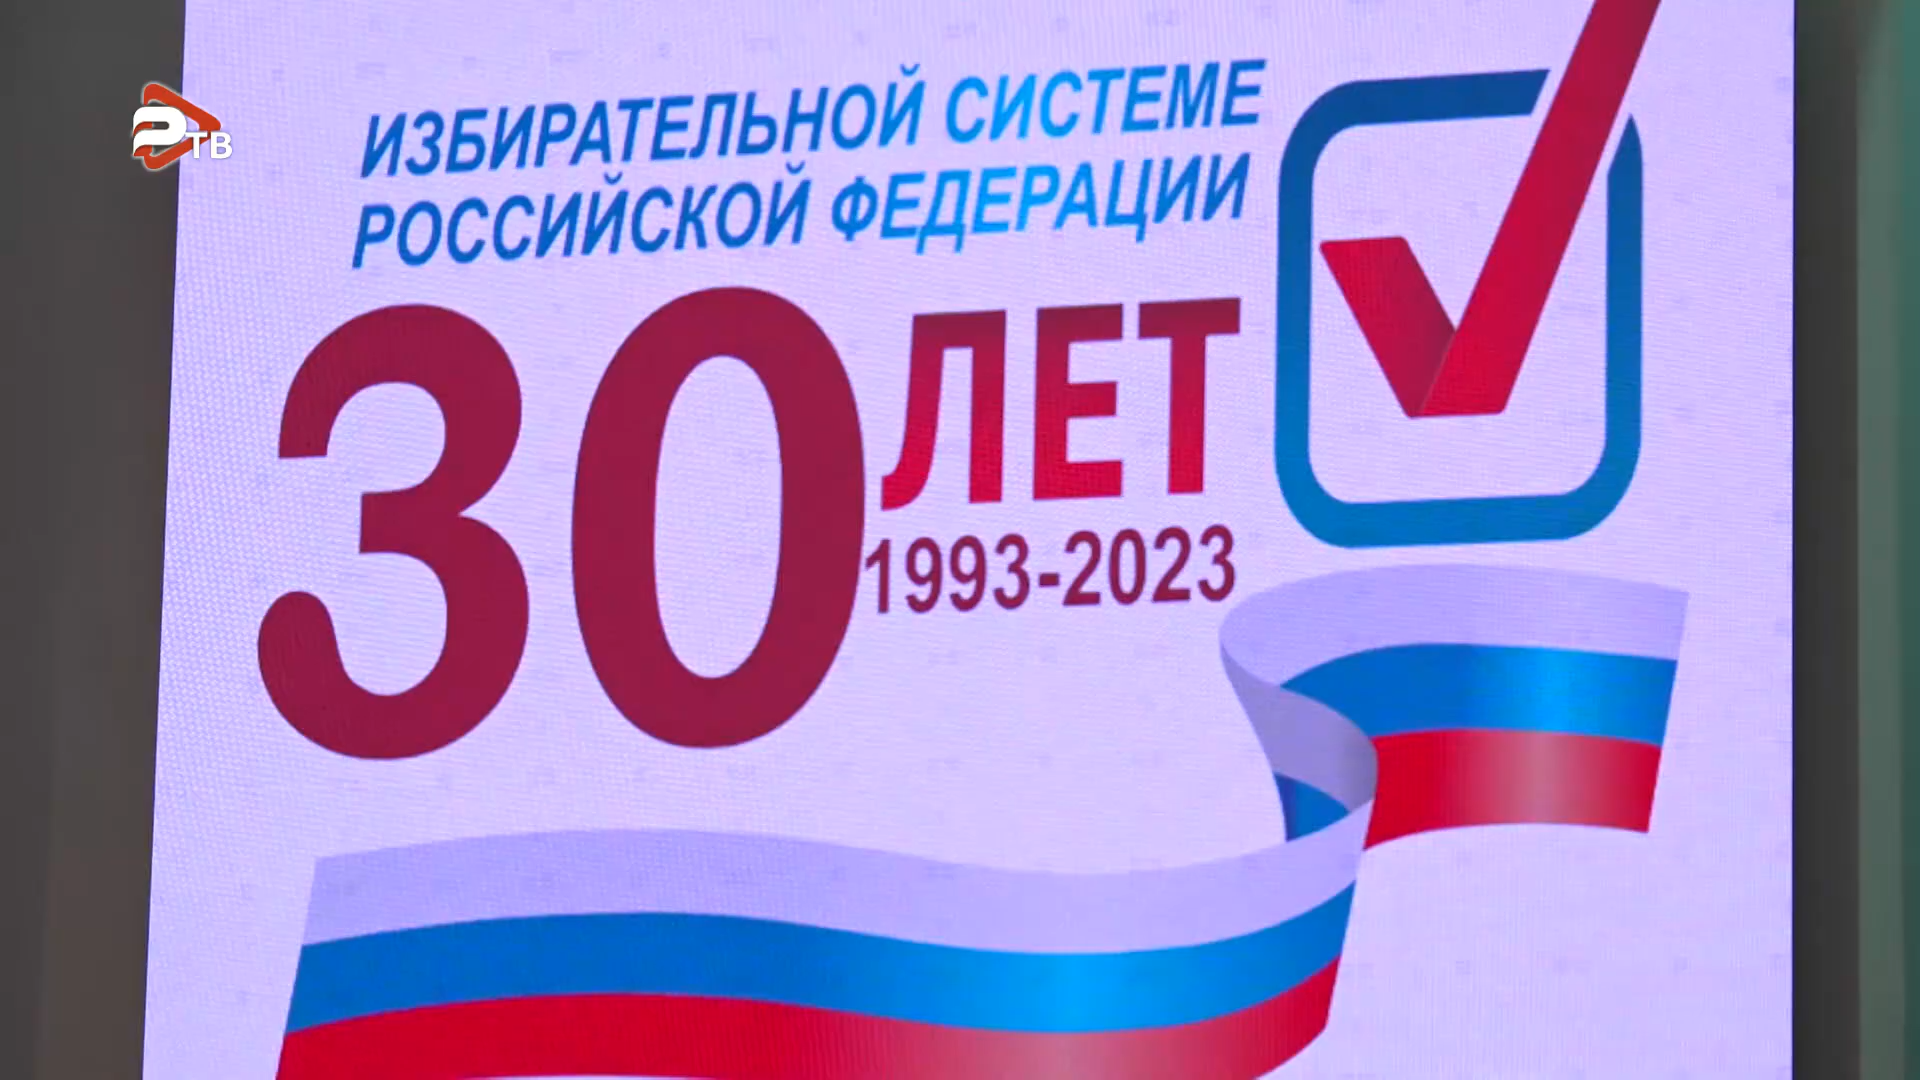 ИЗБИРАТЕЛЬНОЙ СИСТЕМЕ
РОССИЙСКОЙ ФЕДЕРАЦИИ
30 ЛЕТ
1993-2023
ТВ